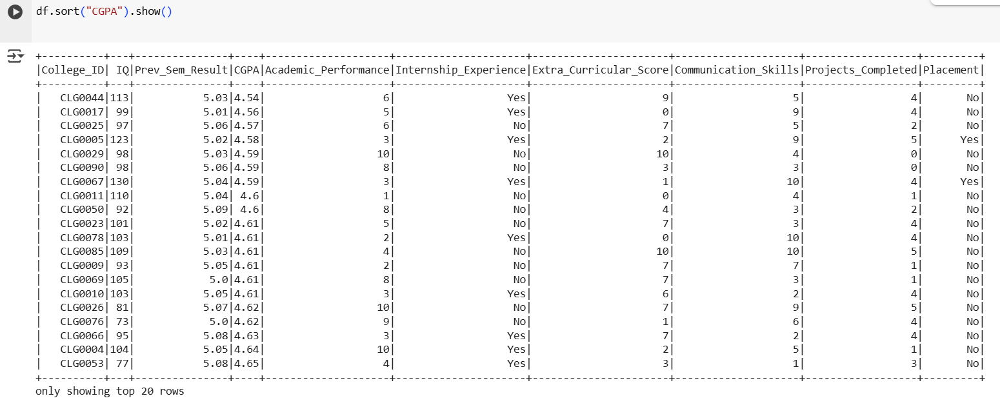 df.sort("CGPA").show()
+----------+---+---------------+----+--------------------+---------------------+----------------------+--------------------+------------------+---------+
|College_ID| IQ|Prev_Sem_Result|CGPA|Academic_Performance|Internship_Experience|Extra_Curricular_Score|Communication_Skills|Projects_Completed|Placement|
+----------+---+---------------+----+--------------------+---------------------+----------------------+--------------------+------------------+---------+
|   CLG0044|113|           5.03|4.54|                   6|                  Yes|                     9|                   5|                 4|       No|
|   CLG0017| 99|           5.01|4.56|                   5|                  Yes|                     0|                   9|                 4|       No|
|   CLG0025| 97|           5.06|4.57|                   6|                   No|                     7|                   5|                 2|       No|
|   CLG0005|123|           5.02|4.58|                   3|                  Yes|                     2|                   9|                 5|      Yes|
|   CLG0029| 98|           5.03|4.59|                  10|                   No|                    10|                   4|                 0|       No|
|   CLG0090| 98|           5.06|4.59|                   8|                   No|                     3|                   3|                 0|       No|
|   CLG0067|130|           5.04|4.59|                   3|                  Yes|                     1|                  10|                 4|      Yes|
|   CLG0011|110|           5.04| 4.6|                   1|                   No|                     0|                   4|                 1|       No|
|   CLG0050| 92|           5.09| 4.6|                   8|                   No|                     4|                   3|                 2|       No|
|   CLG0023|101|           5.02|4.61|                   5|                   No|                     7|                   3|                 4|       No|
|   CLG0078|103|           5.01|4.61|                   2|                  Yes|                     0|                  10|                 4|       No|
|   CLG0085|109|           5.03|4.61|                   4|                   No|                    10|                  10|                 5|       No|
|   CLG0009| 93|           5.05|4.61|                   2|                   No|                     7|                   7|                 1|       No|
|   CLG0069|105|            5.0|4.61|                   8|                   No|                     7|                   3|                 1|       No|
|   CLG0010|103|           5.05|4.61|                   3|                  Yes|                     6|                   2|                 4|       No|
|   CLG0026| 81|           5.07|4.62|                  10|                   No|                     7|                   9|                 5|       No|
|   CLG0076| 73|            5.0|4.62|                   9|                   No|                     1|                   6|                 4|       No|
|   CLG0066| 95|           5.08|4.63|                   3|                  Yes|                     7|                   2|                 4|       No|
|   CLG0004|104|           5.05|4.64|                  10|                  Yes|                     2|                   5|                 1|       No|
|   CLG0053| 77|           5.08|4.65|                   4|                  Yes|                     3|                   1|                 3|       No|
+----------+---+---------------+----+--------------------+---------------------+----------------------+--------------------+------------------+---------+
only showing top 20 rows